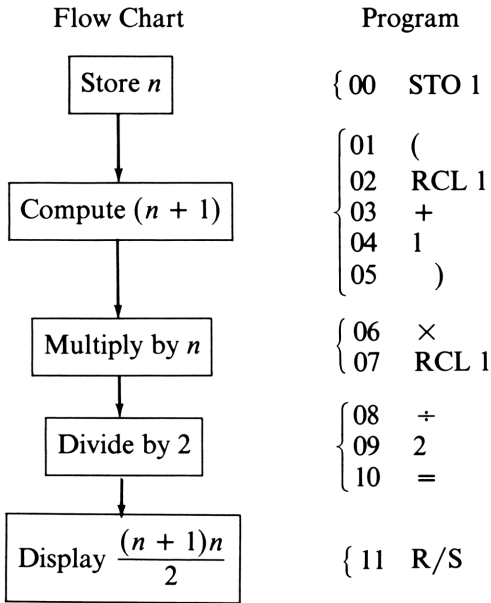 Flow Chart Program
Store n { 00 STO 1
01 (
02 RCL 1
Compute (n + 1) 03 +
04 1
05 )
Multiply by n 06 ×
07 RCL 1
08 ÷
Divide by 2 09 2
10 =
Display (n + 1)n / 2 { 11 R/S